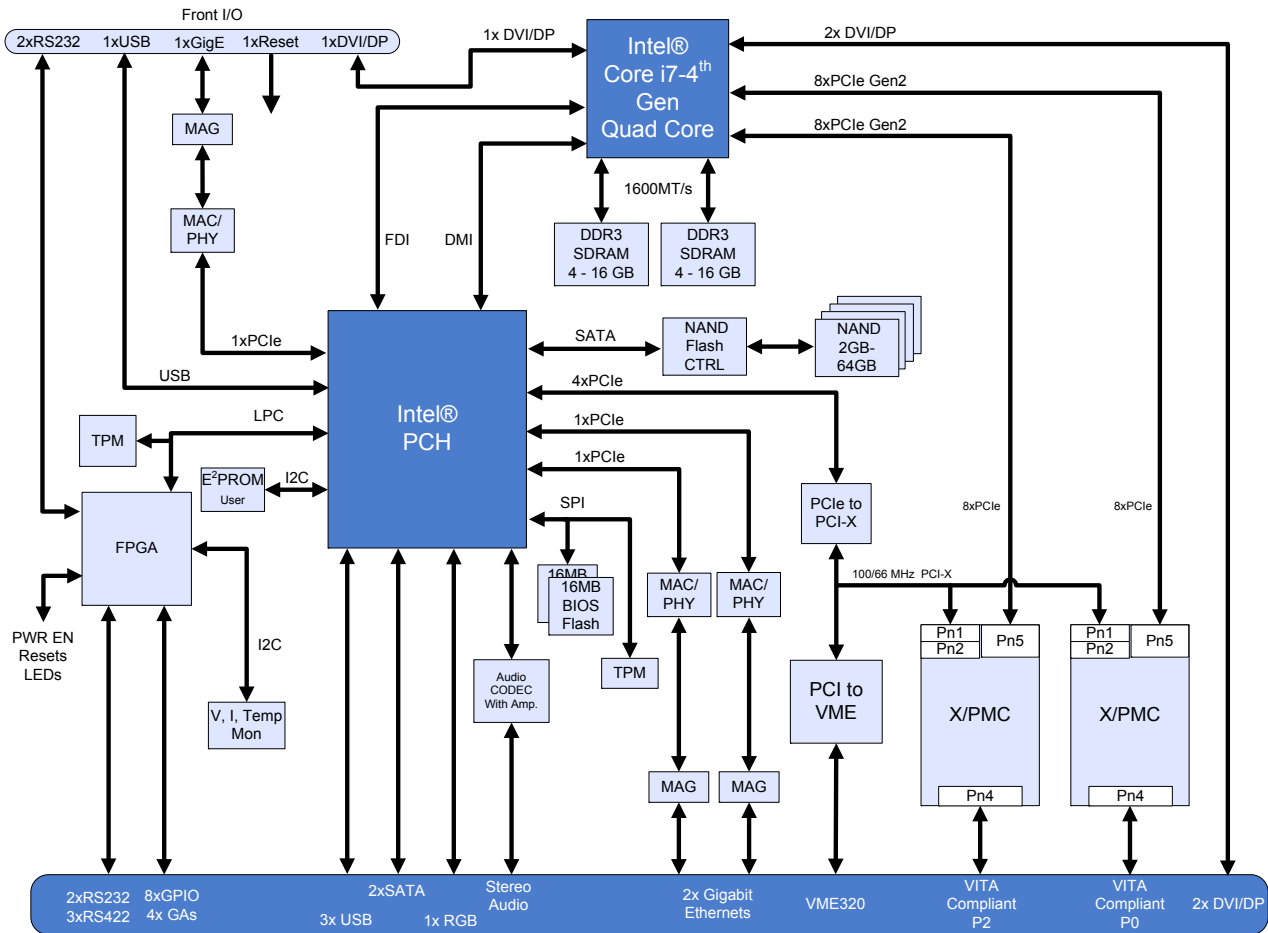 Front I/O
2xRS232 1xUSB 1xGigE 1xReset 1xDVI/DP
1x DVI/DP
Intel®
Core i7-4th
Gen
Quad Core
2x DVI/DP
8xPCIe Gen2
8xPCIe Gen2
MAG
MAC/
PHY
1600MT/s
DDR3
SDRAM
4 - 16 GB
DDR3
SDRAM
4 - 16 GB
FDI
DMI
1xPCIe
USB
LPC
TPM
E2PROM
User
I2C
Intel®
PCH
SATA
NAND
Flash
CTRL
NAND
2GB-
64GB
4xPCIe
1xPCIe
1xPCIe
SPI
PCIe to
PCI-X
8xPCIe
8xPCIe
FPGA
16MB
16MB
BIOS
Flash
MAC/
PHY
MAC/
PHY
100/66 MHz PCI-X
PWR EN
Resets
LEDs
I2C
V, I, Temp
Mon
Audio
CODEC
With Amp.
TPM
PCI to
VME
Pn1
Pn2
Pn5
X/PMC
Pn4
Pn1
Pn2
Pn5
X/PMC
Pn4
MAG
MAG
2xRS232
3xRS422
8xGPIO
4x GAs
3x USB
2xSATA
1x RGB
Stereo
Audio
2x Gigabit
Ethernets
VME320
VITA
Compliant
P2
VITA
Compliant
P0
2x DVI/DP